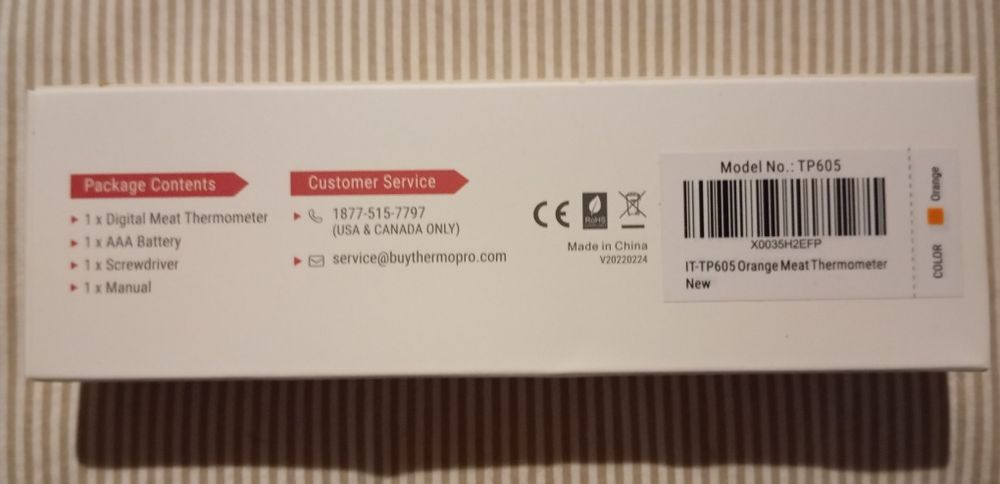 Package Contents
1 x Digital Meat Thermometer
1 x AAA Battery
1 x Screwdriver
1 x Manual
Customer Service
1877-515-7797
(USA & CANADA ONLY)
service@buythermopro.com
CE
RoHS
Made in China
V20220224
Model No.: TP605
X0035H2EFP
IT-TP605 Orange Meat Thermometer
New
COLOR Orange